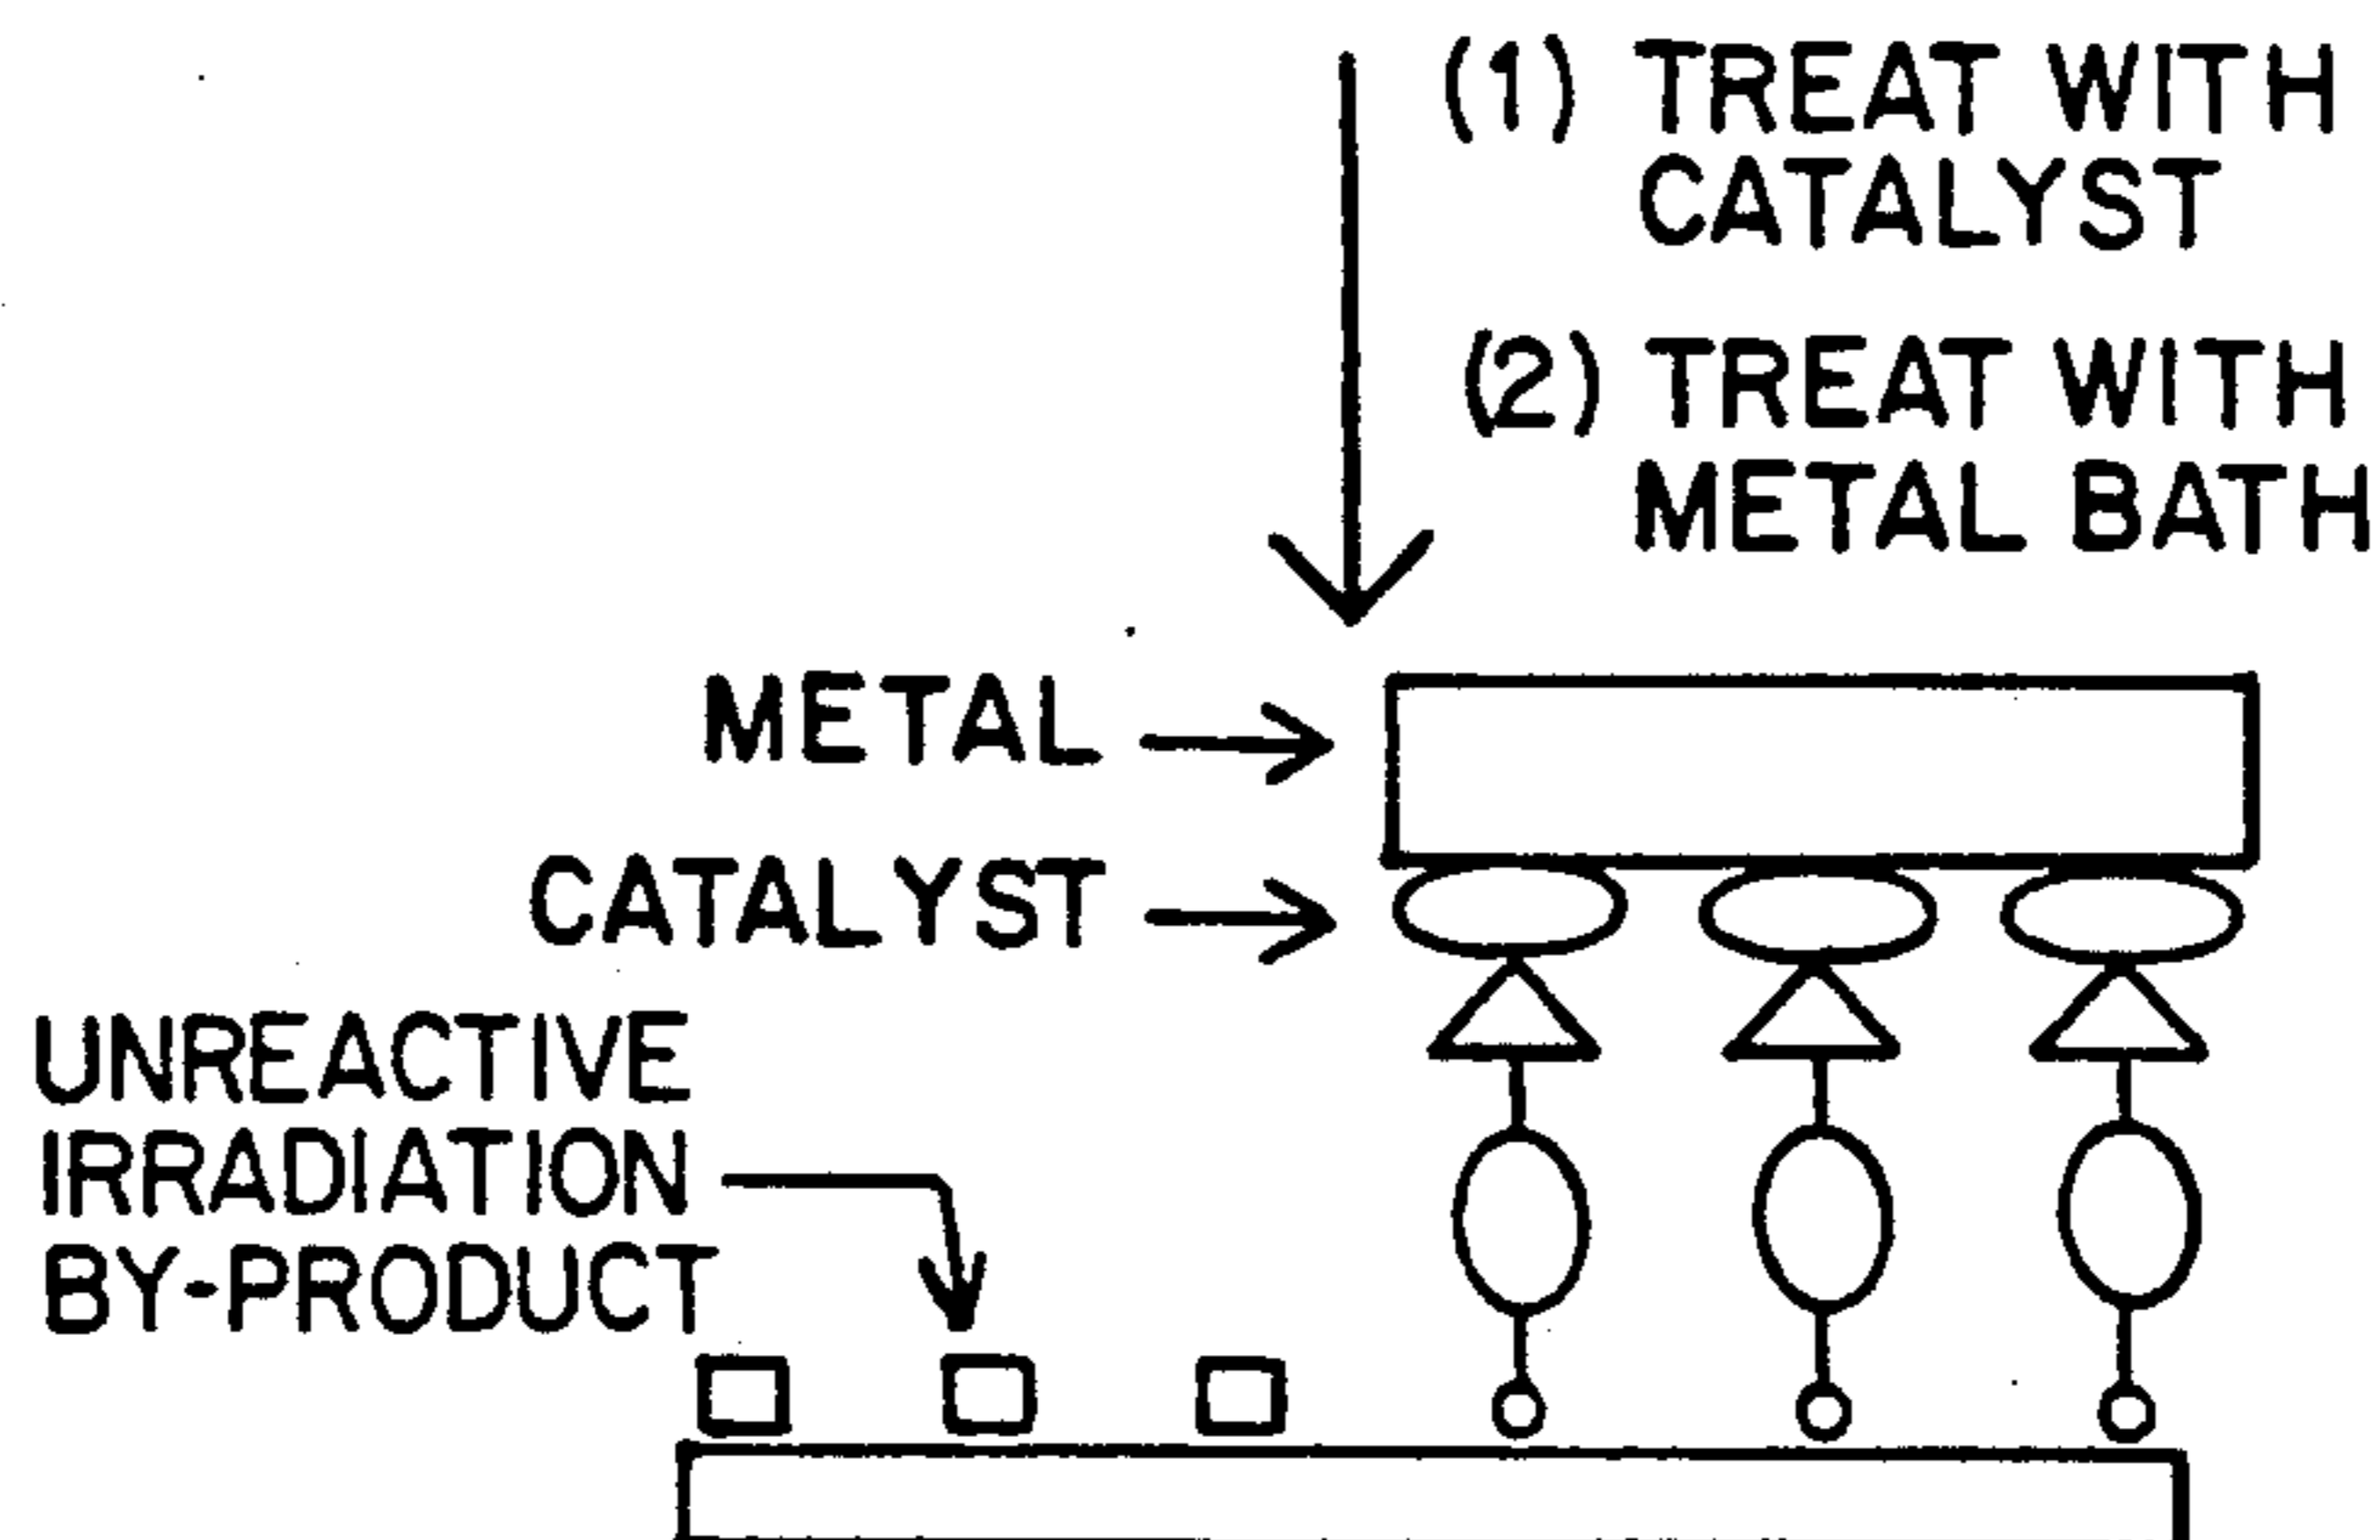 (1) TREAT WITH
CATALYST
(2) TREAT WITH
METAL BATH
METAL
CATALYST
UNREACTIVE
IRRADIATION
BY-PRODUCT